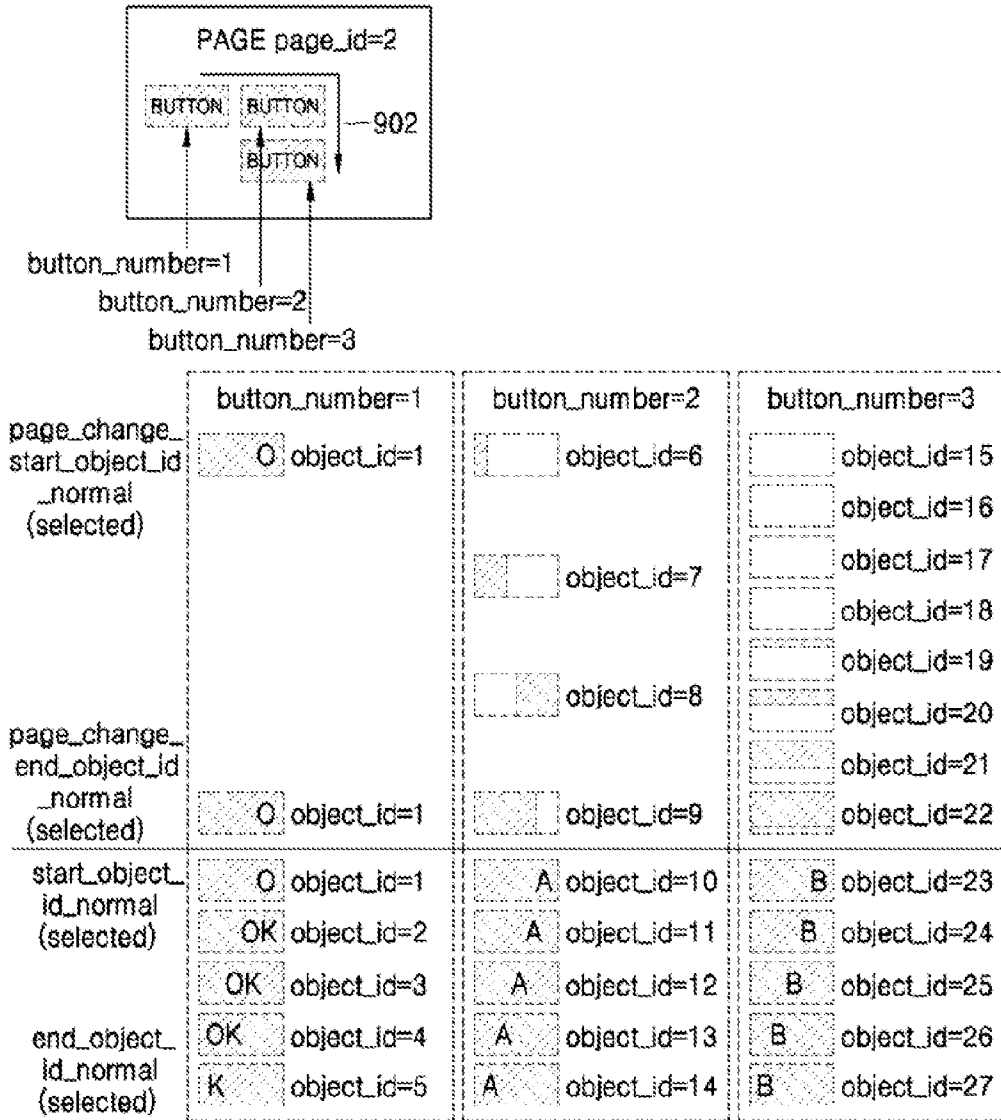 PAGE page_id=2
BUTTON BUTTON
902
BUTTON
button_number=1
button_number=2
button_number=3
button_number=1 button_number=2 button_number=3
page_change_
start_object_id
_normal
(selected)
O object_id=1 object_id=6 object_id=15
object_id=16
object_id=7 object_id=17
object_id=18
object_id=8 object_id=19
object_id=20
page_change_
end_object_id
_normal
(selected)
object_id=21
O object_id=1 object_id=9 object_id=22
start_object_
id_normal
(selected)
O object_id=1 A object_id=10 B object_id=23
OK object_id=2 A object_id=11 B object_id=24
OK object_id=3 A object_id=12 B object_id=25
end_object_
id_normal
(selected)
OK object_id=4 A object_id=13 B object_id=26
K object_id=5 A object_id=14 B object_id=27